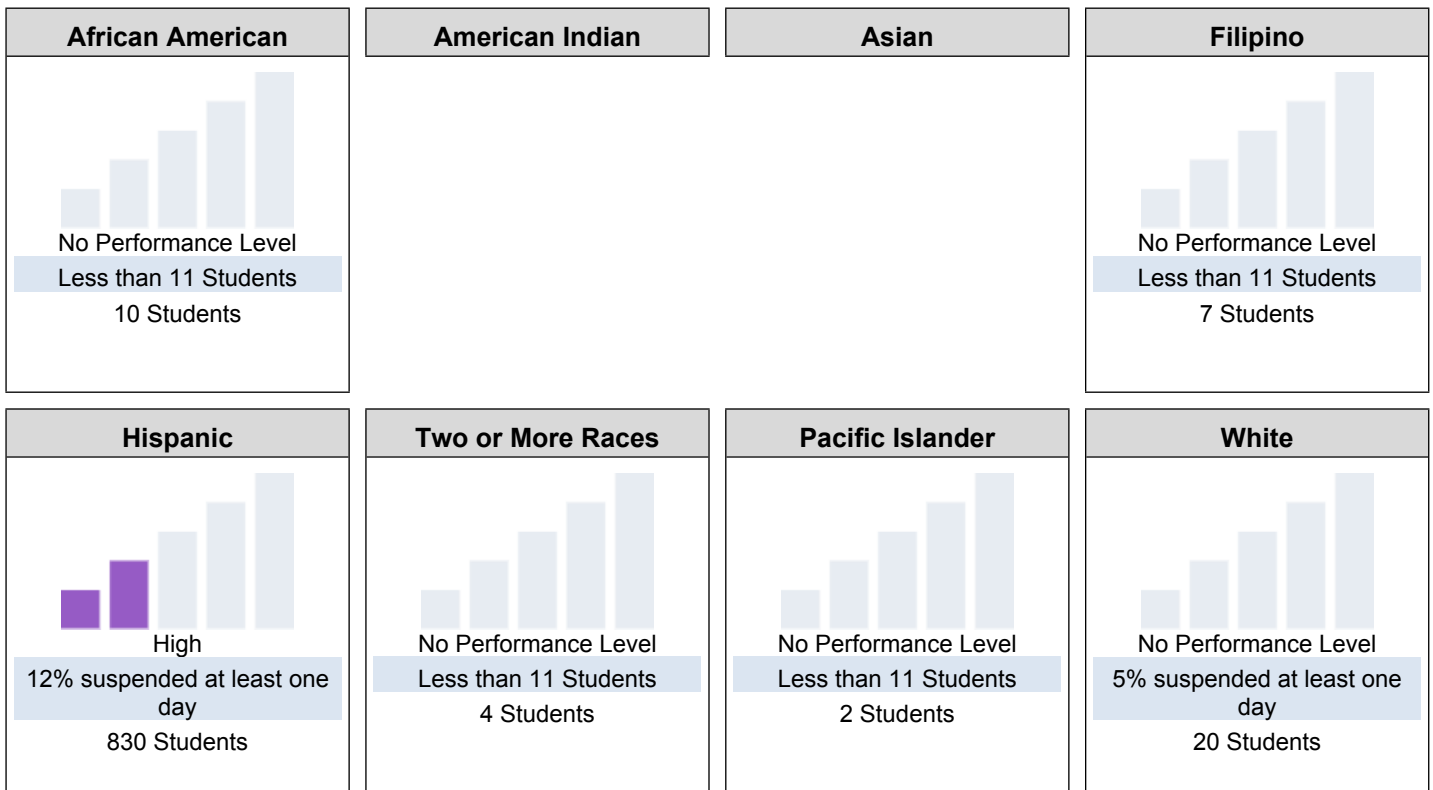 African American
American Indian
Asian
Filipino
No Performance Level
Less than 11 Students
10 Students
No Performance Level
Less than 11 Students
7 Students
Hispanic
Two or More Races
Pacific Islander
White
High
12% suspended at least one
day
830 Students
No Performance Level
Less than 11 Students
4 Students
No Performance Level
Less than 11 Students
2 Students
No Performance Level
5% suspended at least one
day
20 Students